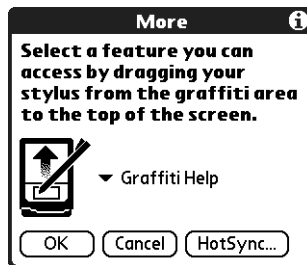 More
Select a feature you can
access by dragging your
stylus from the graffiti area
to the top of the screen.
Graffiti Help
OK Cancel HotSync...